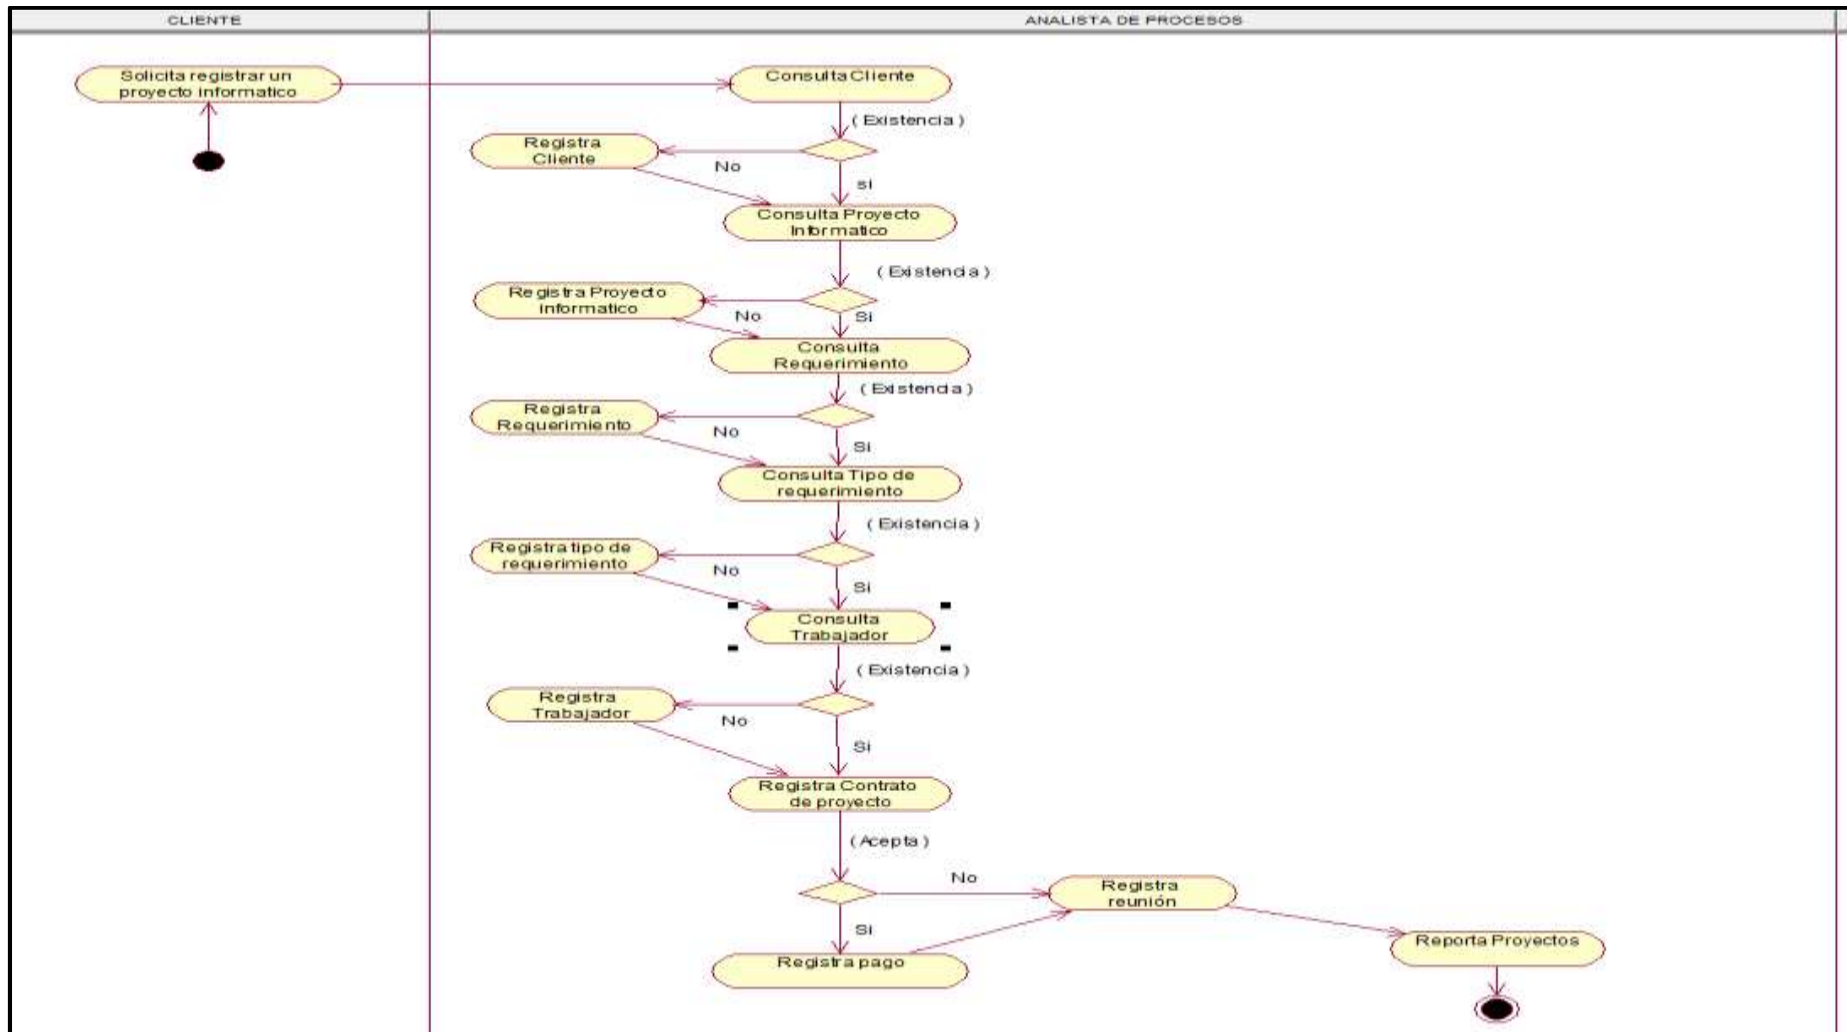 CLIENTE
ANALISTA DE PROCESOS
Solicita registrar un
proyecto informatico
Consulta Cliente
( Existencia )
Registra
Cliente
No
si
Consulta Proyecto
Informatico
( Existencia )
Registra Proyecto
informatico
No
Si
Consulta
Requerimiento
( Existencia )
Registra
Requerimiento
No
Si
Consulta Tipo de
requerimiento
( Existencia )
Registra tipo de
requerimiento
No
Si
Consulta
Trabajador
( Existencia )
Registra
Trabajador
No
Si
Registra Contrato
de proyecto
( Acepta )
No
Registra
reunión
Si
Reporta Proyectos
Registra pago